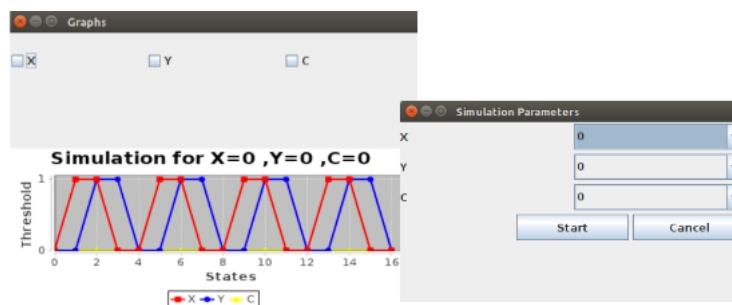 Graphs
X Y C
Simulation for X=0 ,Y=0 ,C=0
Threshold
1
0
0 2 4 6 8 10 12 14 16
States
X Y C
Simulation Parameters
X 0
Y 0
C 0
Start Cancel